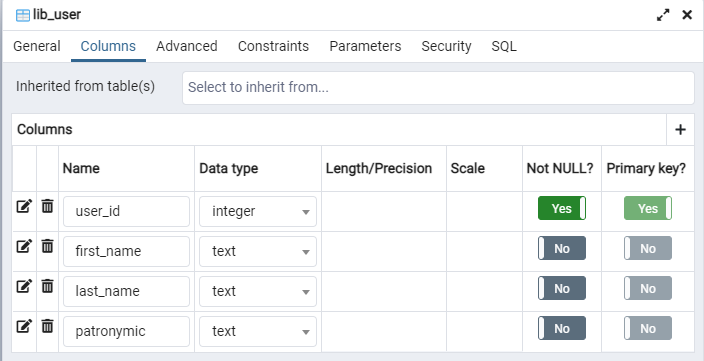 lib_user
General Columns Advanced Constraints Parameters Security SQL
Inherited from table(s) Select to inherit from...
Columns
Name Data type Length/Precision Scale Not NULL? Primary key?
user_id integer Yes Yes
first_name text No No
last_name text No No
patronymic text No No